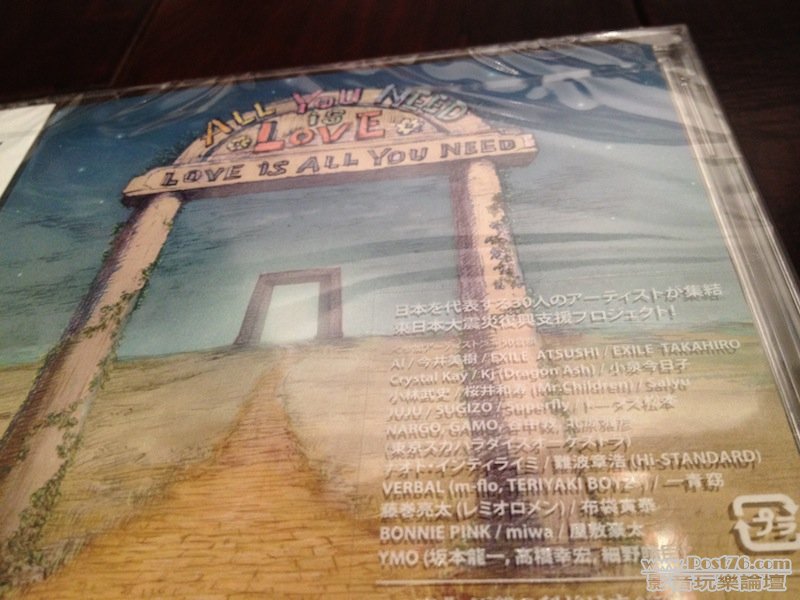 ALL YOU NEED
is
LOVE
LOVE iS ALL YOU NEED
日本を代表する30人のアーティストが集結
東日本大震災復興支援プロジェクト!
AI / 今井美樹 / EXILE ATSUSHI / EXILE TAKAHIRO
Crystal Kay / Kj (Dragon Ash) / 小泉今日子
小林武史 / 桜井和寿 (Mr.Children) / Salyu
JUJU / SUGIZO / Superfly / トータス松本
NARGO, GAMO, 谷中敦,
(東京スカパラダイスオーケストラ)
ナオト・インティライミ / 難波章浩 (Hi-STANDARD)
VERBAL (m-flo, TERIYAKI BOYZ) / 一青窈
藤巻亮太 (レミオロメン) / 布袋寅泰
BONNIE PINK / miwa / 屋敷豪太
YMO (坂本龍一, 高橋幸宏, 細野晴臣)
プラ
www.Post76.com
影音玩樂論壇